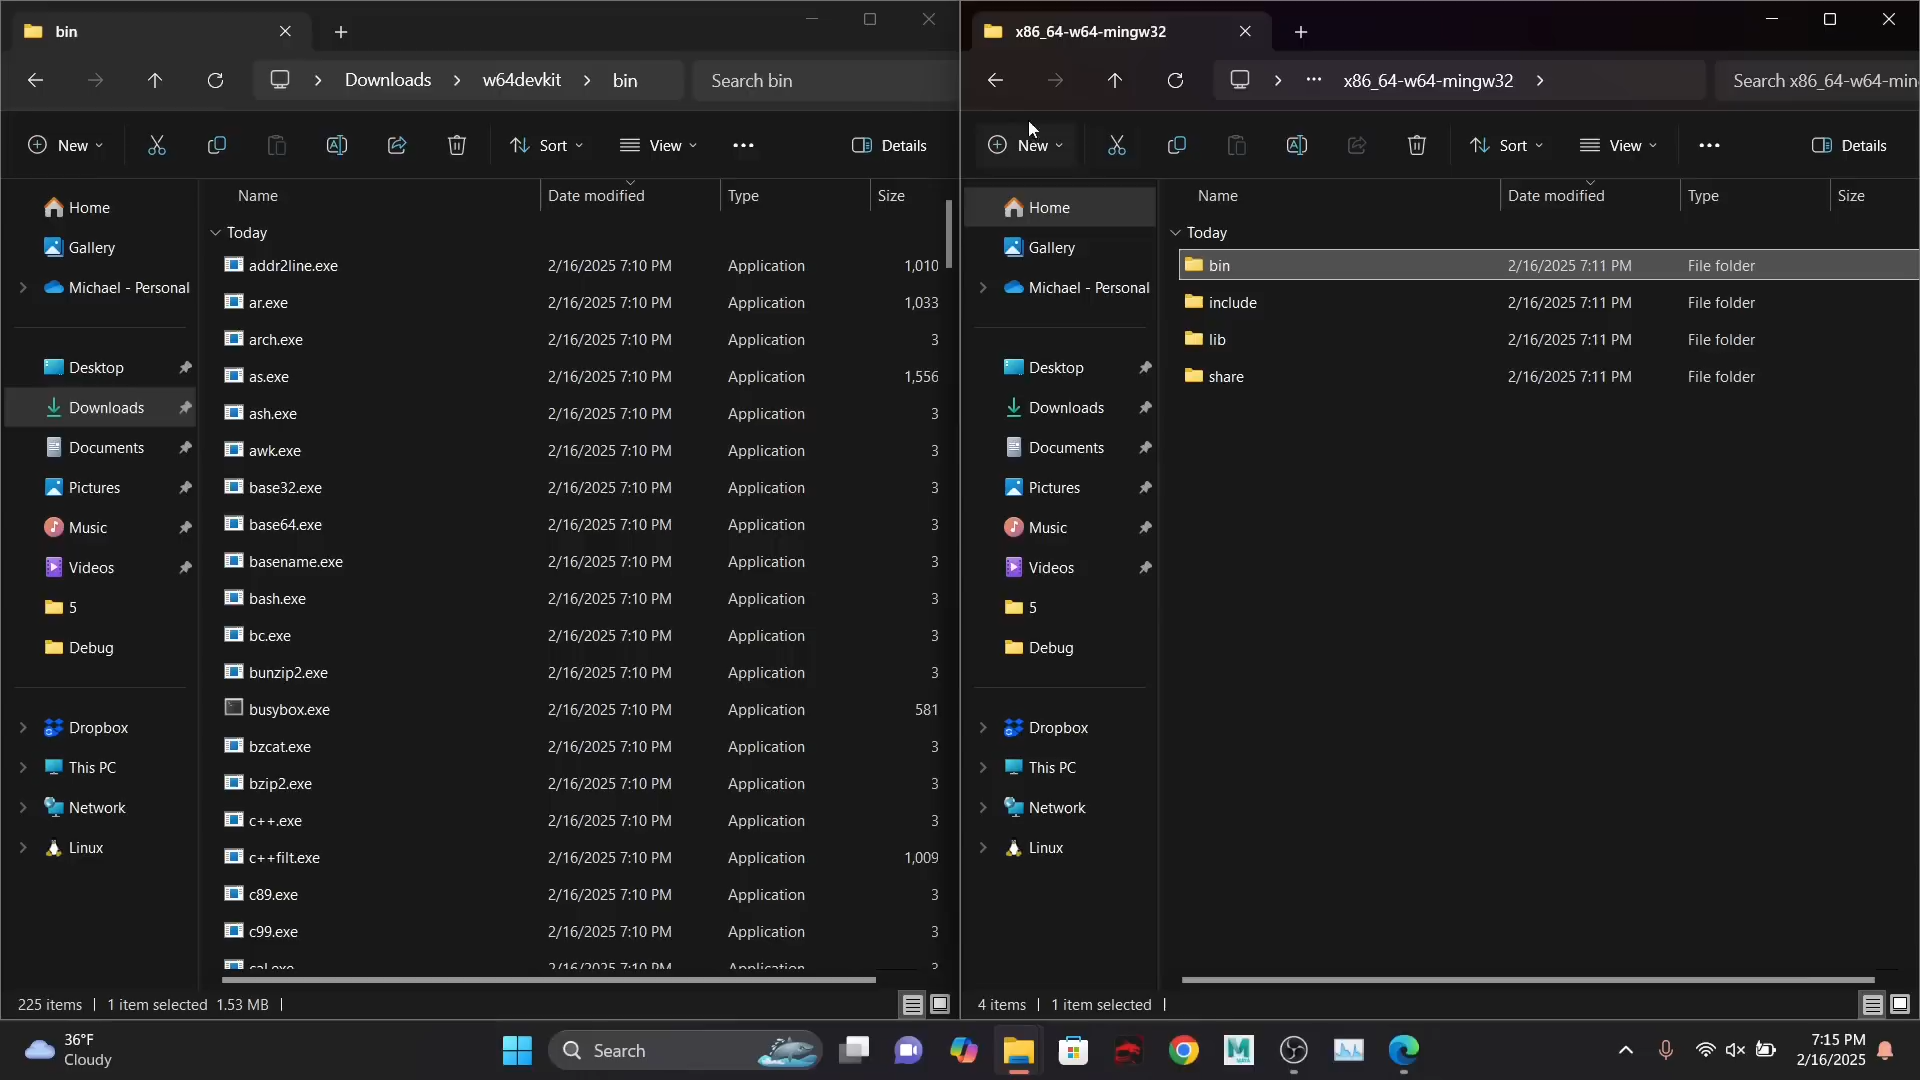 bin
Downloads
w64devkit
bin
Search bin
New
Sort
View
Details
Name
Date modified
Type
Size
Home
Gallery
Michael - Personal
Desktop
Downloads
Documents
Pictures
Music
Videos
5
Debug
Dropbox
This PC
Network
Linux
Today
addr2line.exe 2/16/2025 7:10 PM Application 1,010
ar.exe 2/16/2025 7:10 PM Application 1,033
arch.exe 2/16/2025 7:10 PM Application 3
as.exe 2/16/2025 7:10 PM Application 1,556
ash.exe 2/16/2025 7:10 PM Application 3
awk.exe 2/16/2025 7:10 PM Application 3
base32.exe 2/16/2025 7:10 PM Application 3
base64.exe 2/16/2025 7:10 PM Application 3
basename.exe 2/16/2025 7:10 PM Application 3
bash.exe 2/16/2025 7:10 PM Application 3
bc.exe 2/16/2025 7:10 PM Application 3
bunzip2.exe 2/16/2025 7:10 PM Application 3
busybox.exe 2/16/2025 7:10 PM Application 581
bzcat.exe 2/16/2025 7:10 PM Application 3
bzip2.exe 2/16/2025 7:10 PM Application 3
c++.exe 2/16/2025 7:10 PM Application 3
c++filt.exe 2/16/2025 7:10 PM Application 1,009
c89.exe 2/16/2025 7:10 PM Application 3
c99.exe 2/16/2025 7:10 PM Application 3
cal.exe 2/16/2025 7:10 PM Application 3
225 items 1 item selected 1.53 MB
x86_64-w64-mingw32
x86_64-w64-mingw32
Search x86_64-w64-min
New
Sort
View
Details
Name
Date modified
Type
Size
Home
Gallery
Michael - Personal
Desktop
Downloads
Documents
Pictures
Music
Videos
5
Debug
Dropbox
This PC
Network
Linux
Today
bin 2/16/2025 7:11 PM File folder
include 2/16/2025 7:11 PM File folder
lib 2/16/2025 7:11 PM File folder
share 2/16/2025 7:11 PM File folder
4 items 1 item selected
36°F
Cloudy
Search
7:15 PM
2/16/2025